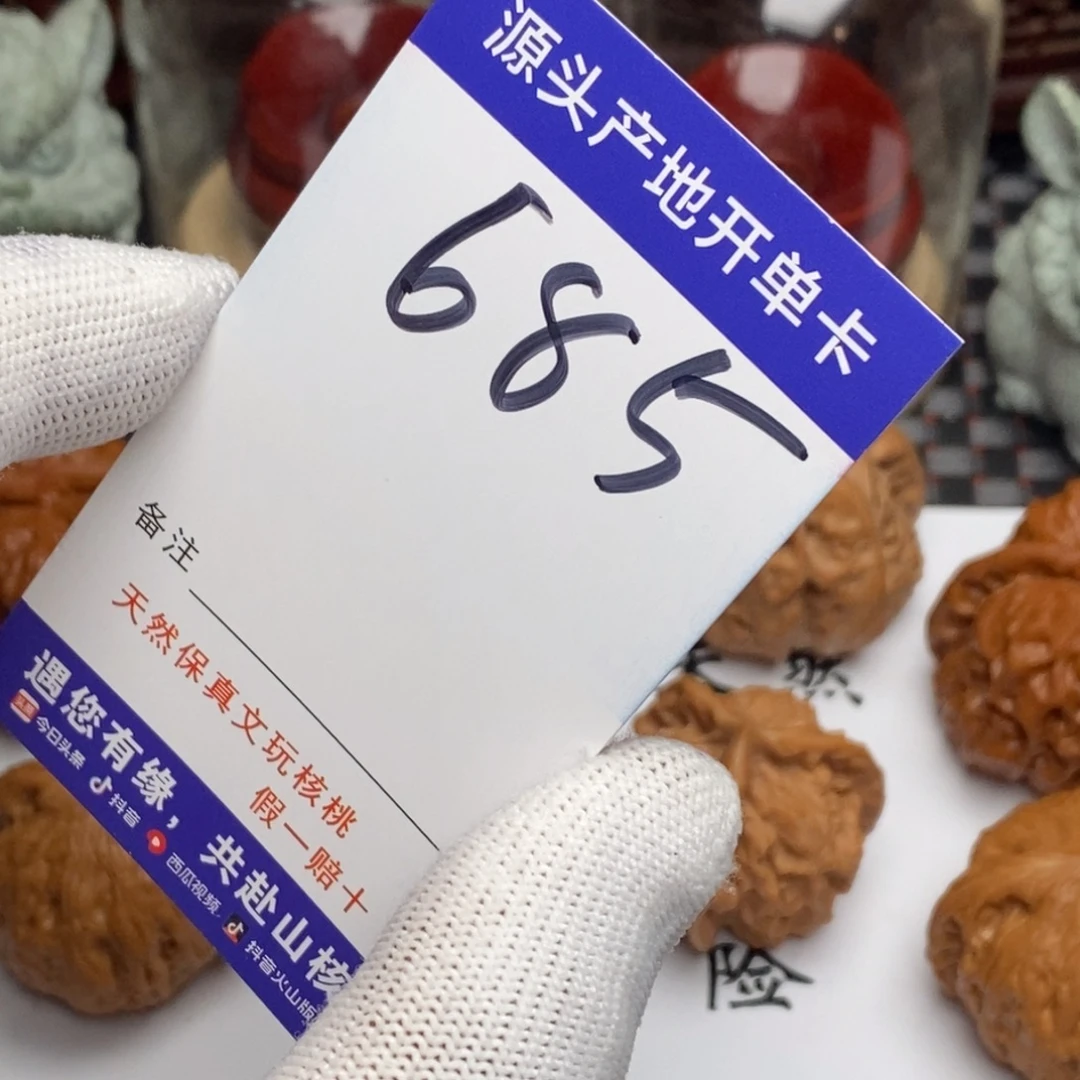 源头产地开单卡
685
备注
天然保真文玩核桃
假一赔十
遇您有缘，共赴山核
今日头条 抖音 西瓜视频 抖音火山版
险